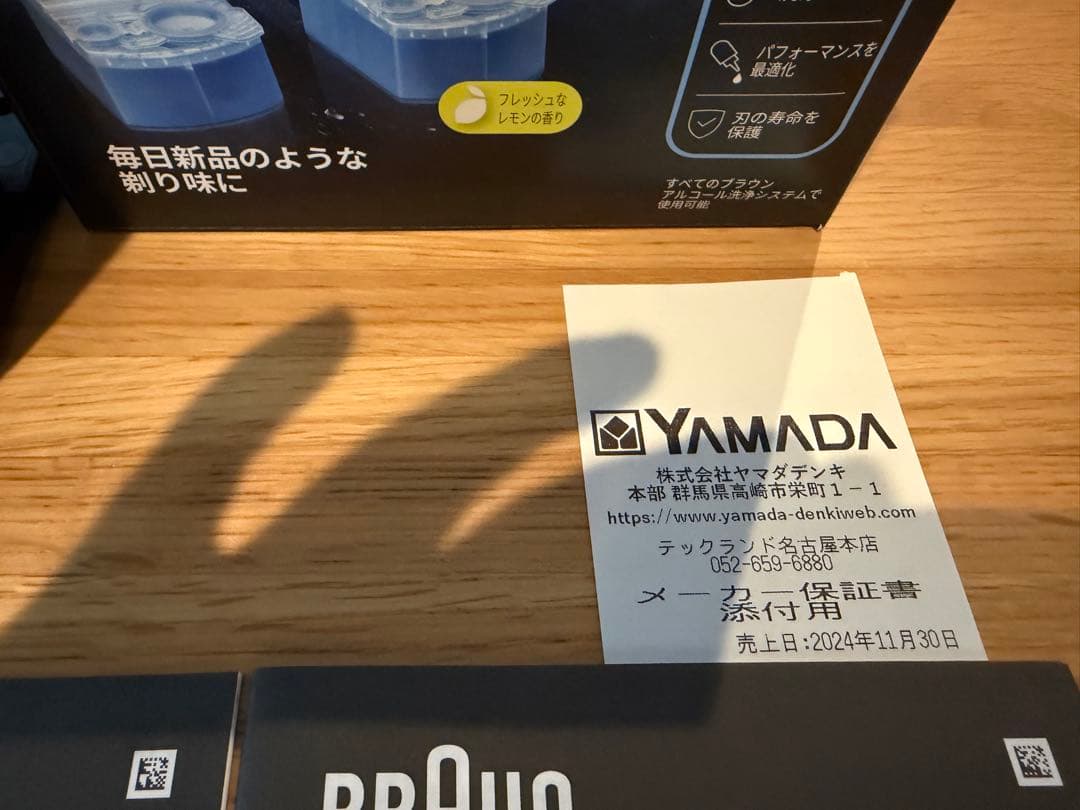 パフォーマンスを
最適化
フレッシュな
レモンの香り
刃の寿命を
保護
毎日新品のような
剃り味に
すべてのブラウン
アルコール洗浄システムで
使用可能
YAMADA
株式会社ヤマダデンキ
本部 群馬県高崎市栄町1-1
https://www.yamada-denkiweb.com
テックランド名古屋本店
052-659-6880
メーカー保証書
添付用
売上日:2024年11月30日
BRAUN